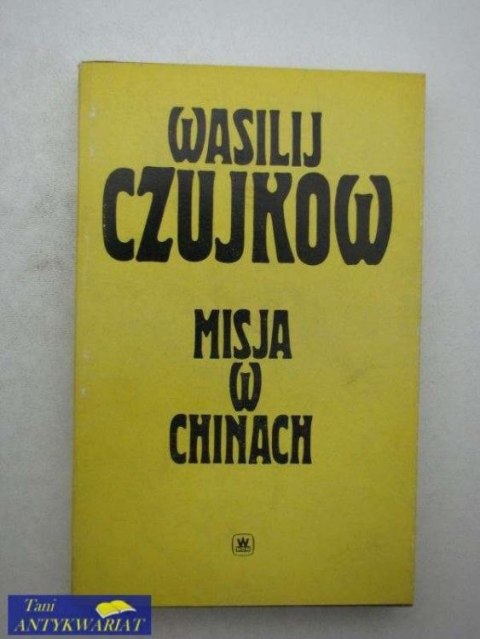 WASILIJ
CZUJKOW
MISJA
W
CHINACH
W
Tani
ANTYKWARIAT